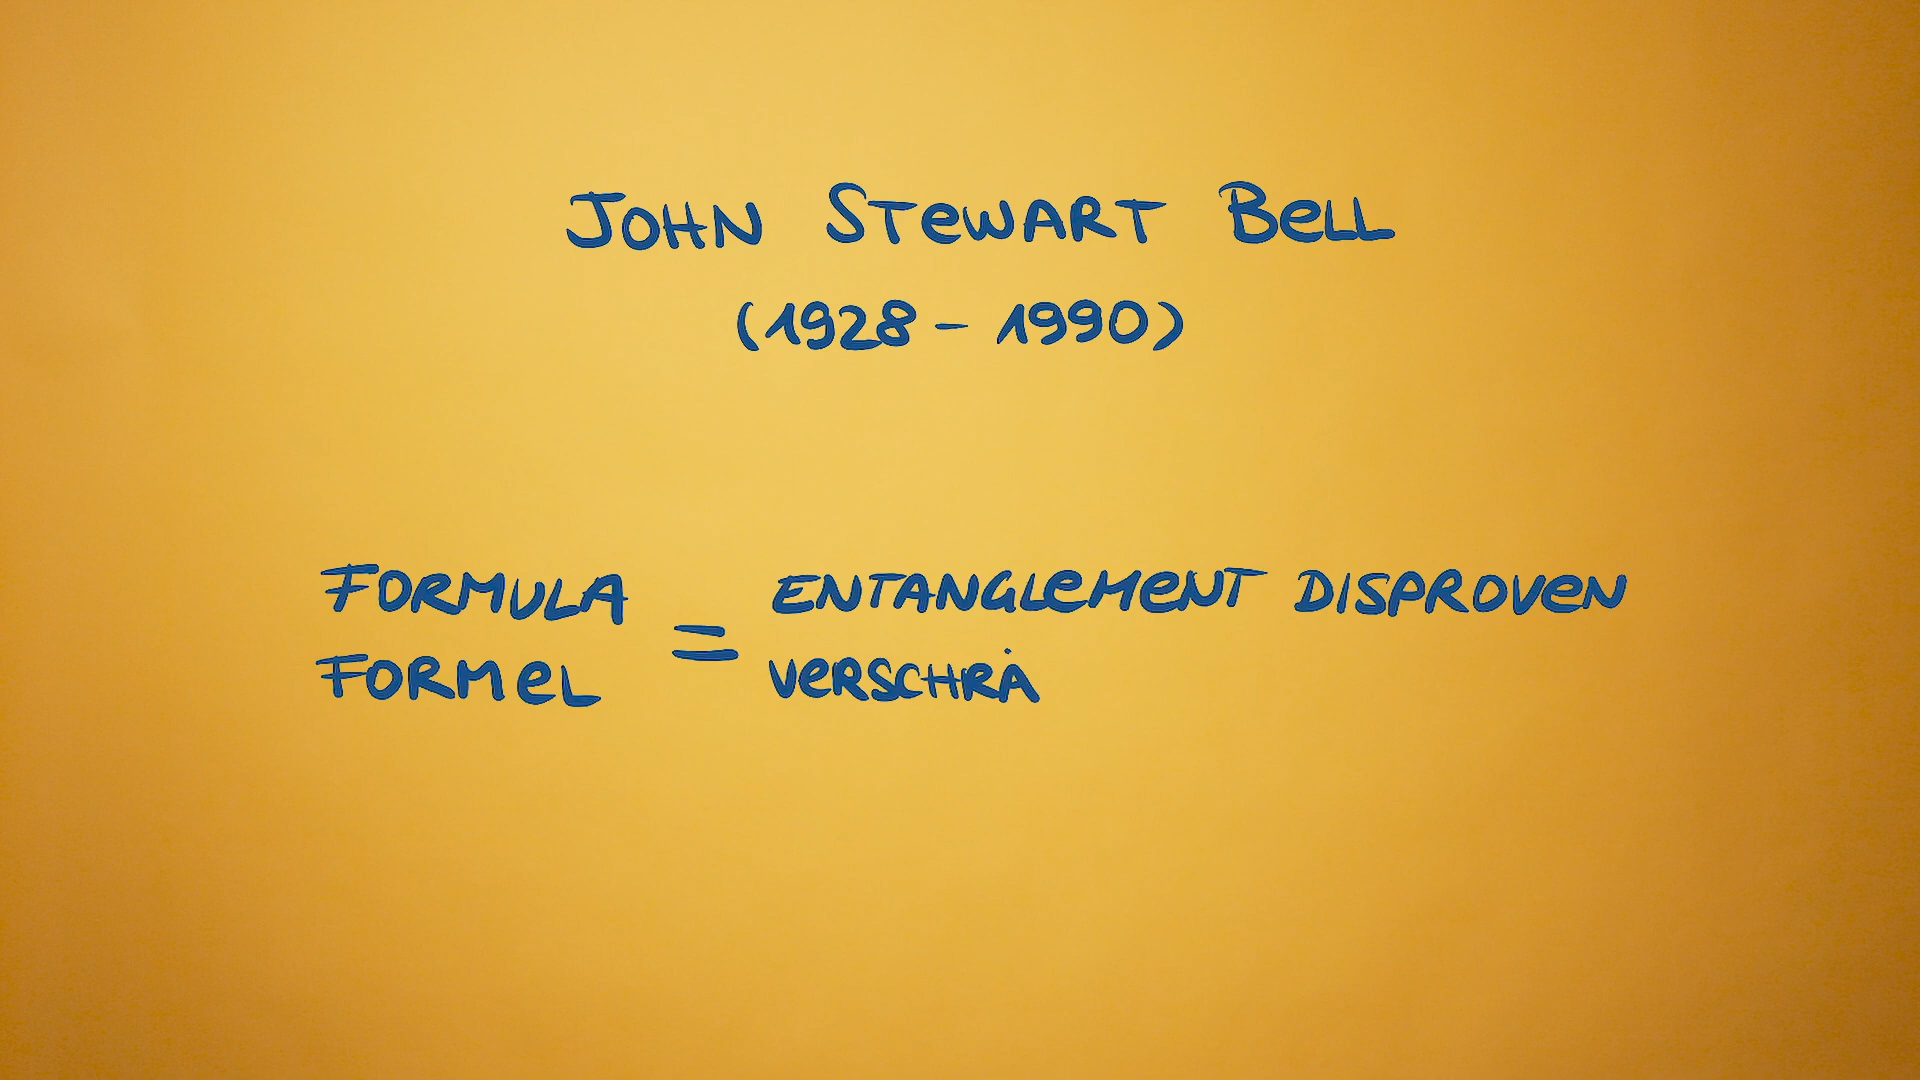 JOHN STEWART BELL
(1928 - 1990)
FORMULA = ENTANGLEMENT DISPROVEN
FORMEL VERSCHRÄ